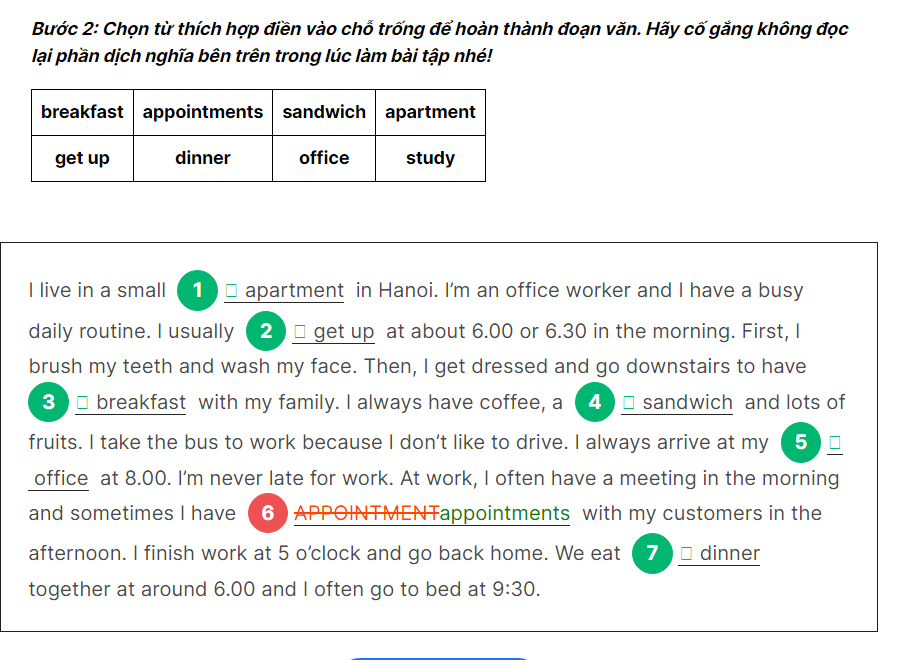 Bước 2: Chọn từ thích hợp điền vào chỗ trống để hoàn thành đoạn văn. Hãy cố gắng không đọc
lại phần dịch nghĩa bên trên trong lúc làm bài tập nhé!
breakfast appointments sandwich apartment
get up dinner office study
I live in a small 1 apartment in Hanoi. I’m an office worker and I have a busy
daily routine. I usually 2 get up at about 6.00 or 6.30 in the morning. First, I
brush my teeth and wash my face. Then, I get dressed and go downstairs to have
3 breakfast with my family. I always have coffee, a 4 sandwich and lots of
fruits. I take the bus to work because I don’t like to drive. I always arrive at my 5
office at 8.00. I’m never late for work. At work, I often have a meeting in the morning
and sometimes I have 6 APPOINTMENTappointments with my customers in the
afternoon. I finish work at 5 o’clock and go back home. We eat 7 dinner
together at around 6.00 and I often go to bed at 9:30.